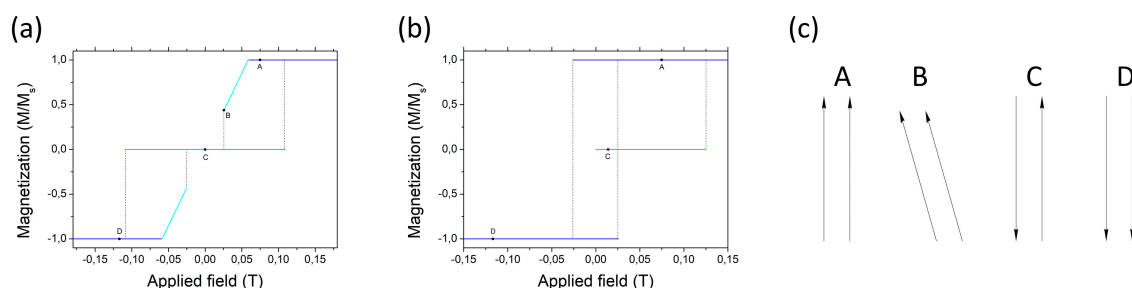 (a)
(b)
(c)
1,0
0,5
0,0
-0,5
-1,0
Magnetization (M/Ms)
A
B
C
D
-0,15 -0,10 -0,05 0,00 0,05 0,10 0,15
Applied field (T)
1,0
0,5
0,0
-0,5
-1,0
Magnetization (M/Ms)
A
C
D
-0,15 -0,10 -0,05 0,00 0,05 0,10 0,15
Applied field (T)
A B C D